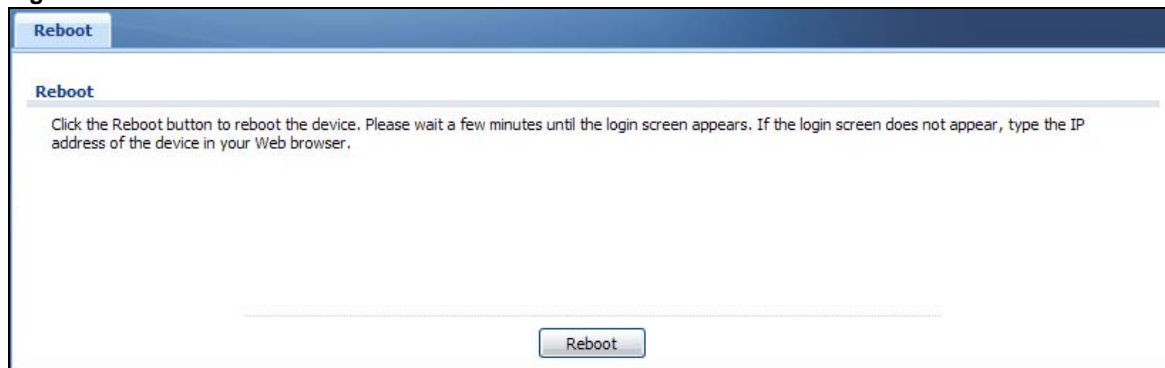 Reboot
Reboot
Click the Reboot button to reboot the device. Please wait a few minutes until the login screen appears. If the login screen does not appear, type the IP
address of the device in your Web browser.
Reboot